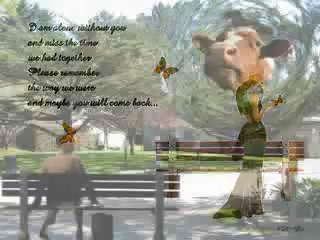 I am alone without you
and miss the time
we had together
Please remember
the way we were
and maybe you will come back...